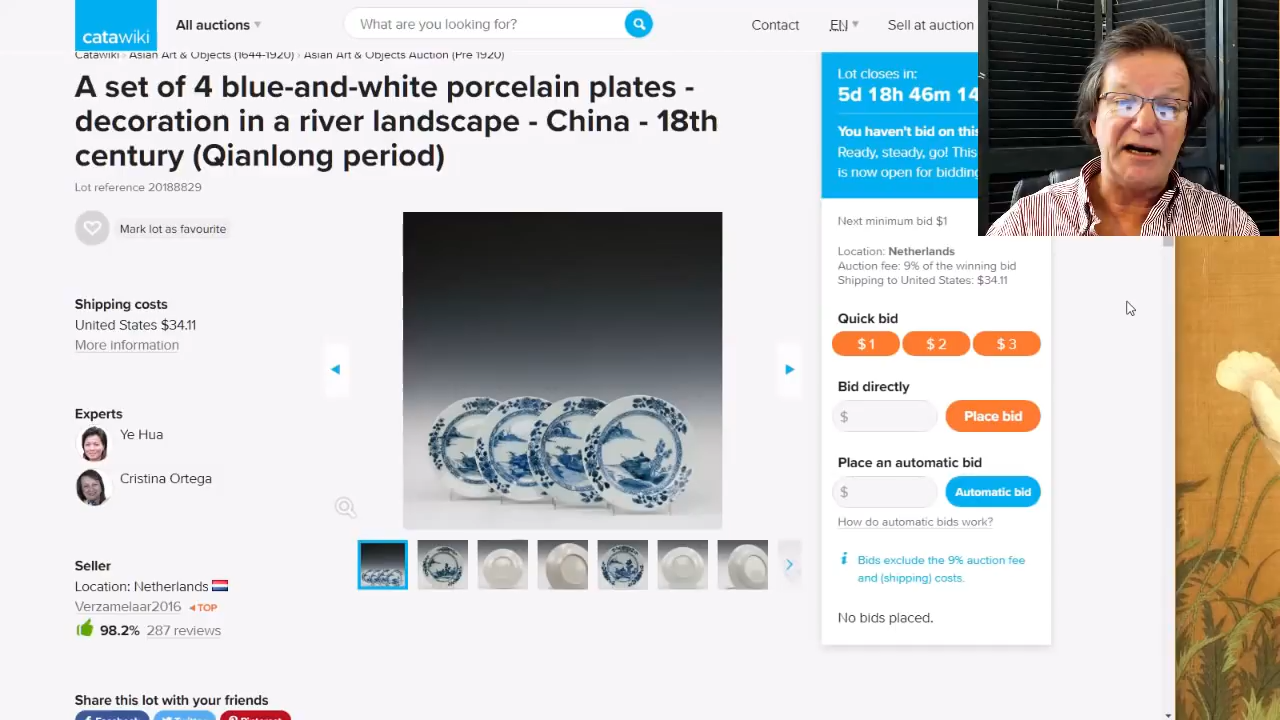 catawiki
All auctions
What are you looking for?
Contact
EN
Sell at auction
Catawiki
Asian Art & Objects (1644-1920)
Asian Art & Objects Auction (Pre 1920)
A set of 4 blue-and-white porcelain plates -
decoration in a river landscape - China - 18th
century (Qianlong period)
Lot reference 20188829
Mark lot as favourite
Shipping costs
United States $34.11
More information
Experts
Ye Hua
Cristina Ortega
Seller
Location: Netherlands
Verzamelaar2016 TOP
98.2% 287 reviews
Share this lot with your friends
Facebook Twitter Pinterest
Lot closes in:
5d 18h 46m 14
You haven't bid on this
Ready, steady, go! This
is now open for bidding
Next minimum bid $1
Location: Netherlands
Auction fee: 9% of the winning bid
Shipping to United States: $34.11
Quick bid
$ 1 $ 2 $ 3
Bid directly
$ Place bid
Place an automatic bid
$ Automatic bid
How do automatic bids work?
i Bids exclude the 9% auction fee
and (shipping) costs.
No bids placed.